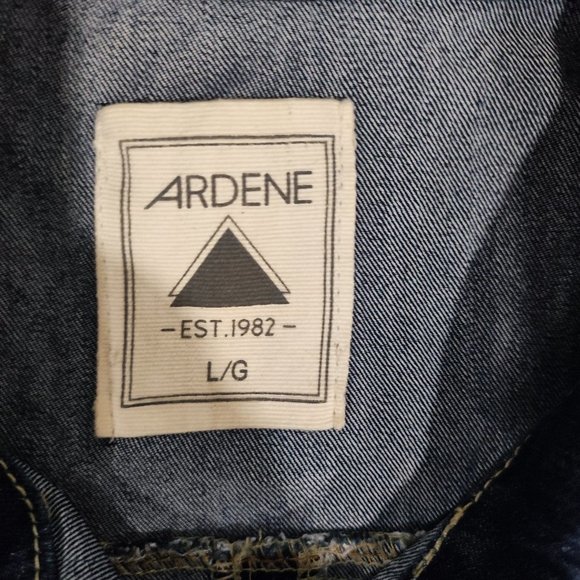 ARDENE
-EST.1982-
L/G